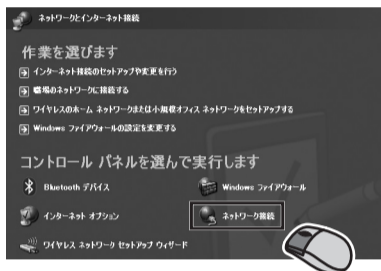 ネットワークとインターネット接続
作業を選びます
インターネット接続のセットアップや変更を行う
職場のネットワークに接続する
ワイヤレスのホーム ネットワークまたは小規模オフィス ネットワークをセットアップする
Windows ファイアウォールの設定を変更する
コントロール パネルを選んで実行します
Bluetooth デバイス
Windows ファイアウォール
インターネット オプション
ネットワーク接続
ワイヤレス ネットワーク セットアップ ウィザード